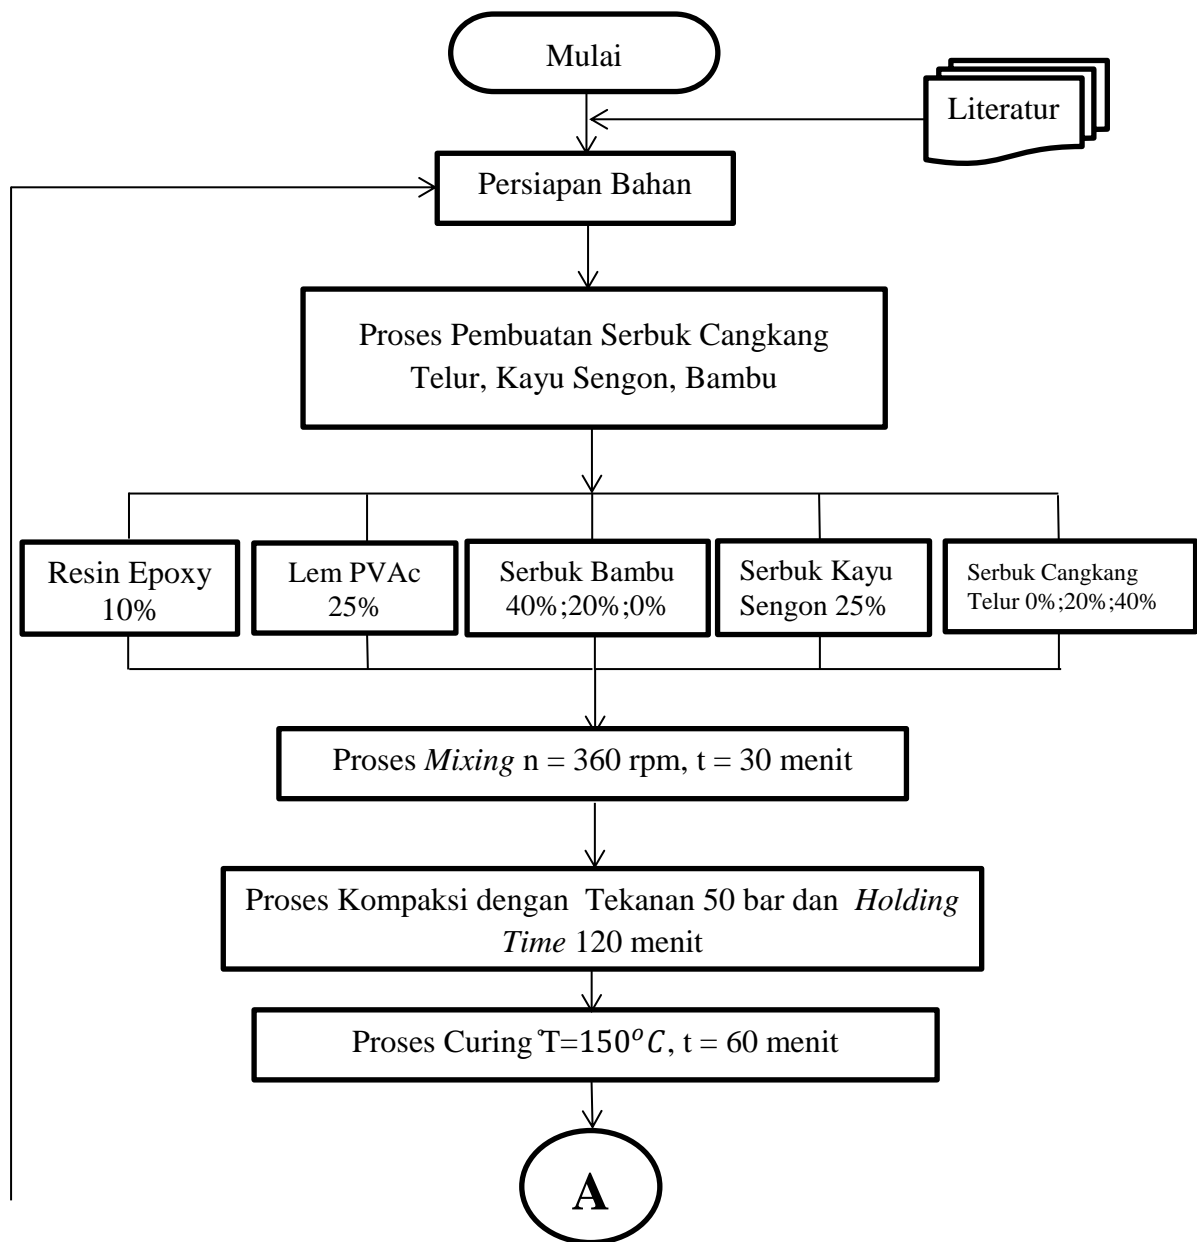 Mulai
Literatur
Persiapan Bahan
Proses Pembuatan Serbuk Cangkang
Telur, Kayu Sengon, Bambu
Resin Epoxy
10%
Lem PVAc
25%
Serbuk Bambu
40%;20%;0%
Serbuk Kayu
Sengon 25%
Serbuk Cangkang
Telur 0%;20%;40%
Proses Mixing n = 360 rpm, t = 30 menit
Proses Kompaksi dengan Tekanan 50 bar dan Holding
Time 120 menit
Proses Curing ̊T=150°C, t = 60 menit
A